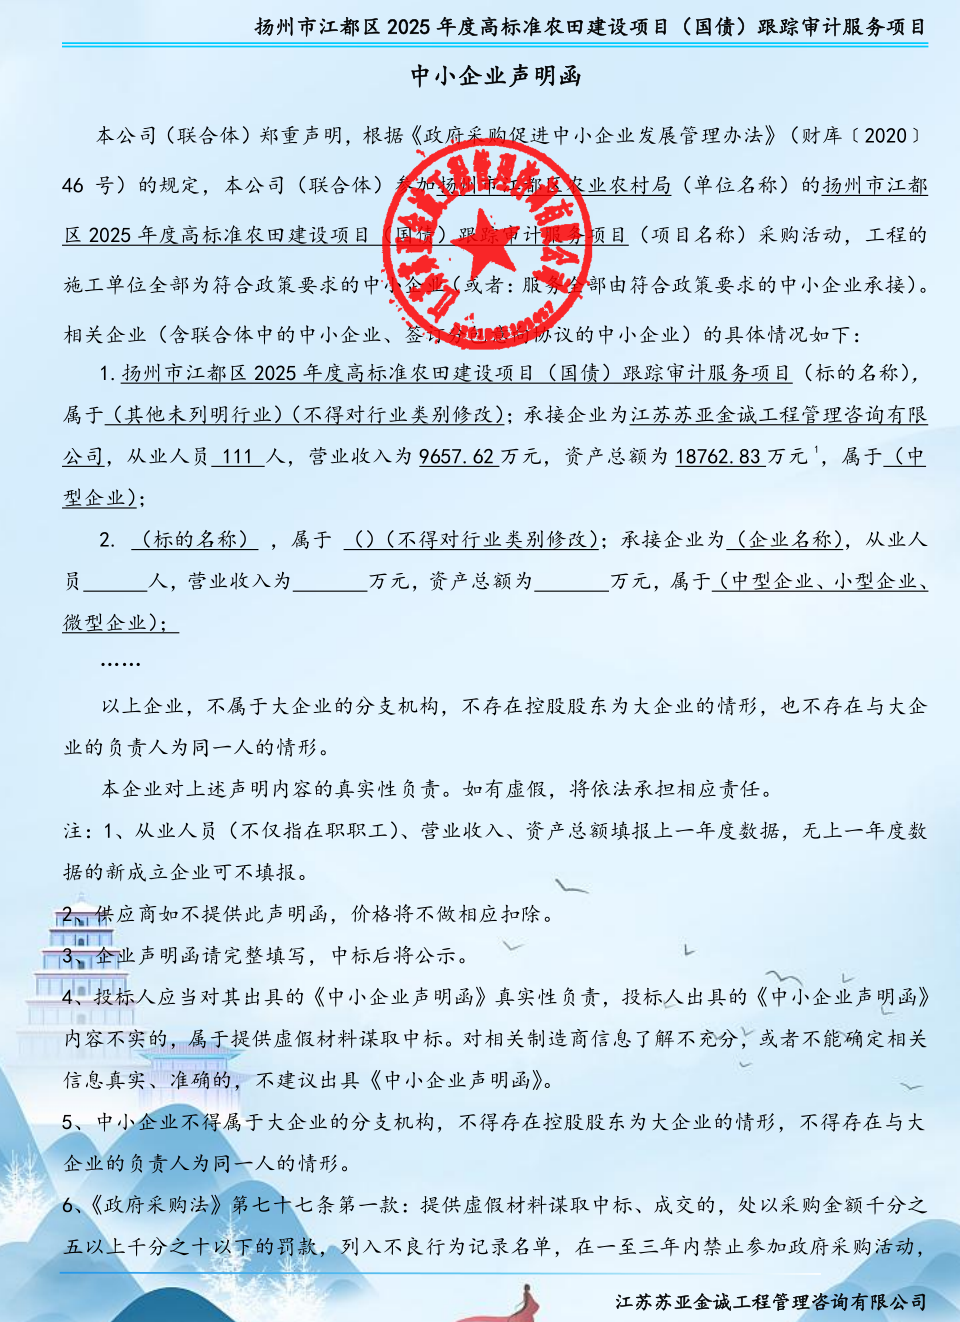 扬州市江都区 2025 年度高标准农田建设项目（国债）跟踪审计服务项目
中小企业声明函
本公司（联合体）郑重声明，根据《政府采购促进中小企业发展管理办法》（财库〔2020〕
46 号）的规定，本公司（联合体）参加扬州市江都区农业农村局（单位名称）的扬州市江都
区 2025 年度高标准农田建设项目（国债）跟踪审计服务项目（项目名称）采购活动，工程的
施工单位全部为符合政策要求的中小企业（或者：服务全部由符合政策要求的中小企业承接）。
相关企业（含联合体中的中小企业、签订分包意向协议的中小企业）的具体情况如下：
1.扬州市江都区 2025 年度高标准农田建设项目（国债）跟踪审计服务项目（标的名称），
属于（其他未列明行业）（不得对行业类别修改）；承接企业为江苏苏亚金诚工程管理咨询有限
公司，从业人员 111 人，营业收入为 9657.62 万元，资产总额为 18762.83 万元¹，属于（中
型企业）；
2. （标的名称） ，属于 （）（不得对行业类别修改）；承接企业为（企业名称），从业人
员______人，营业收入为_______万元，资产总额为_______万元，属于（中型企业、小型企业、
微型企业）；
……
以上企业，不属于大企业的分支机构，不存在控股股东为大企业的情形，也不存在与大企
业的负责人为同一人的情形。
本企业对上述声明内容的真实性负责。如有虚假，将依法承担相应责任。
注：1、从业人员（不仅指在职职工）、营业收入、资产总额填报上一年度数据，无上一年度数
据的新成立企业可不填报。
2、供应商如不提供此声明函，价格将不做相应扣除。
3、企业声明函请完整填写，中标后将公示。
4、投标人应当对其出具的《中小企业声明函》真实性负责，投标人出具的《中小企业声明函》
内容不实的，属于提供虚假材料谋取中标。对相关制造商信息了解不充分，或者不能确定相关
信息真实、准确的，不建议出具《中小企业声明函》。
5、中小企业不得属于大企业的分支机构，不得存在控股股东为大企业的情形，不得存在与大
企业的负责人为同一人的情形。
6、《政府采购法》第七十七条第一款：提供虚假材料谋取中标、成交的，处以采购金额千分之
五以上千分之十以下的罚款，列入不良行为记录名单，在一至三年内禁止参加政府采购活动，
江苏苏亚金诚工程管理咨询有限公司